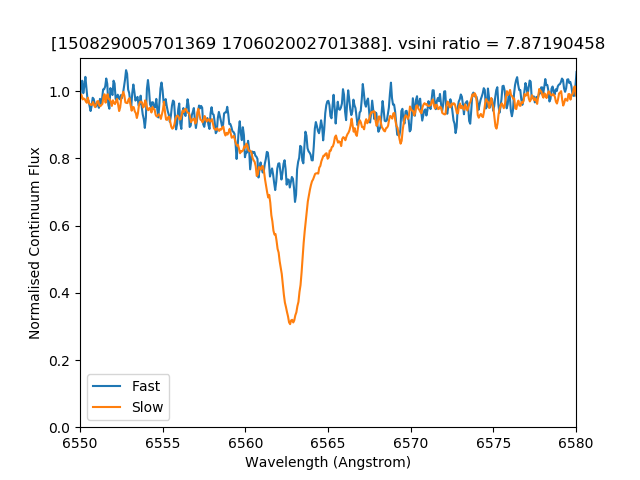 [150829005701369 170602002701388]. vsini ratio = 7.87190458
Normalised Continuum Flux
1.0
0.8
0.6
0.4
0.2
0.0
Fast
Slow
6550 6555 6560 6565 6570 6575 6580
Wavelength (Angstrom)